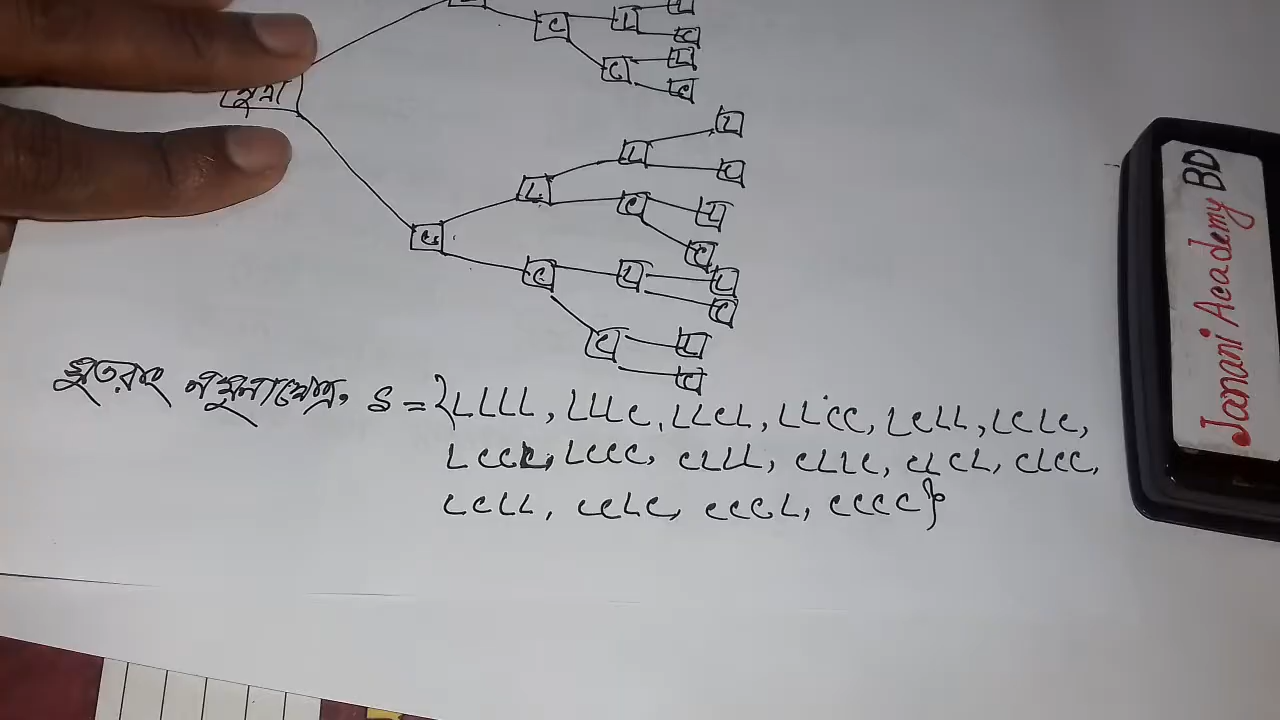 L C L L
C L C
মুদ্রা
L L
L C
C L
C C
C L L
C
C L
C
সুতরাং নমুনাক্ষেত্র, S = {LLLL, LLLC, LLCL, LLCC, LCLL, LCLC,
LCCL, LCCC, CLLL, CLLC, CLCL, CLCC,
CCLL, CCLC, CCCL, CCCC}
Janani Academy BD